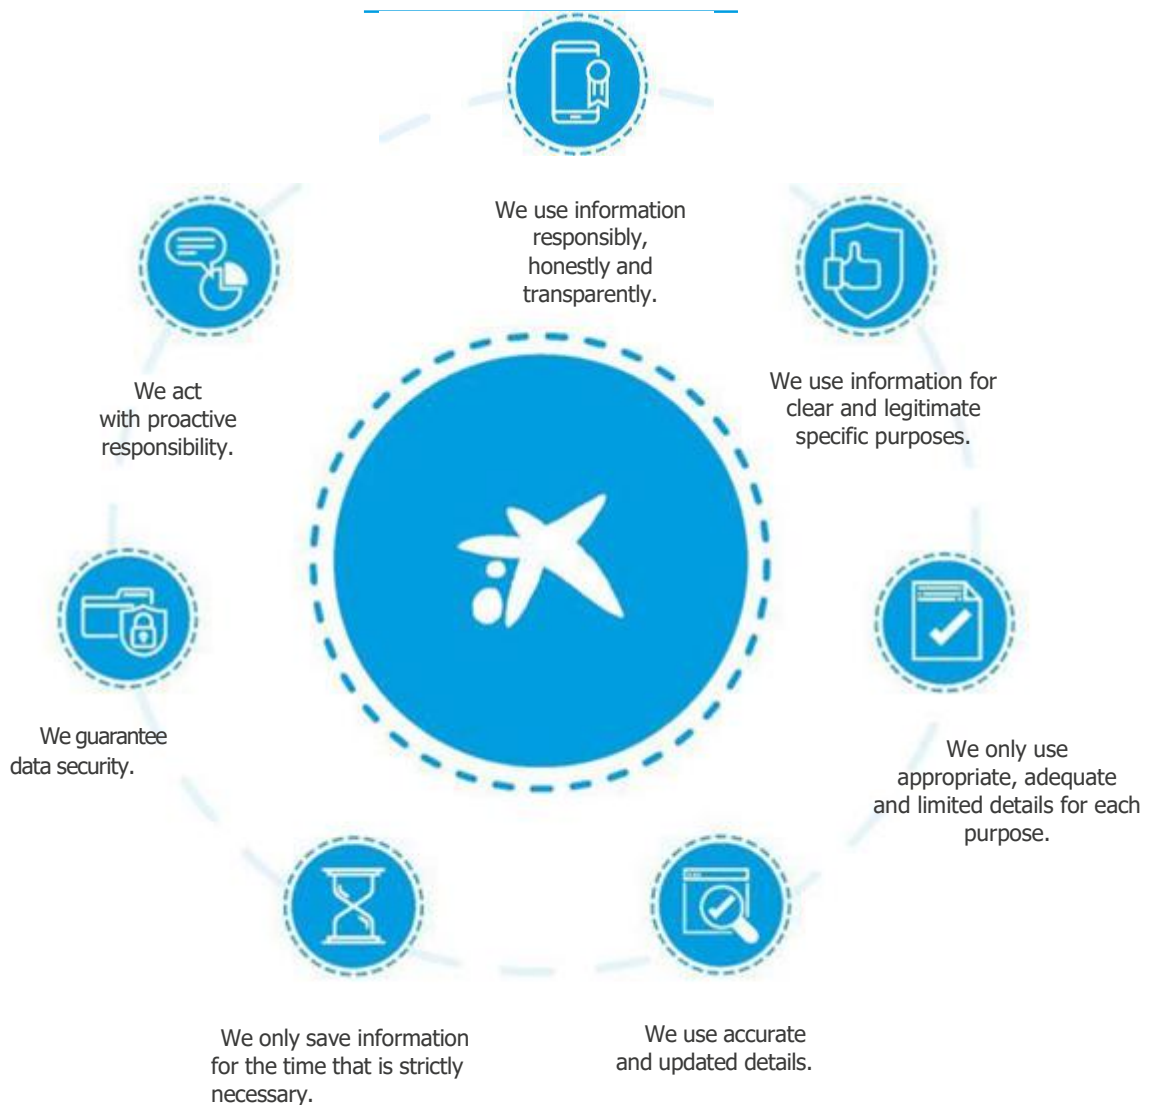 We use information
responsibly,
honestly and
transparently.
We use information for
clear and legitimate
specific purposes.
We only use
appropriate, adequate
and limited details for each
purpose.
We use accurate
and updated details.
We only save information
for the time that is strictly
necessary.
We guarantee
data security.
We act
with proactive
responsibility.